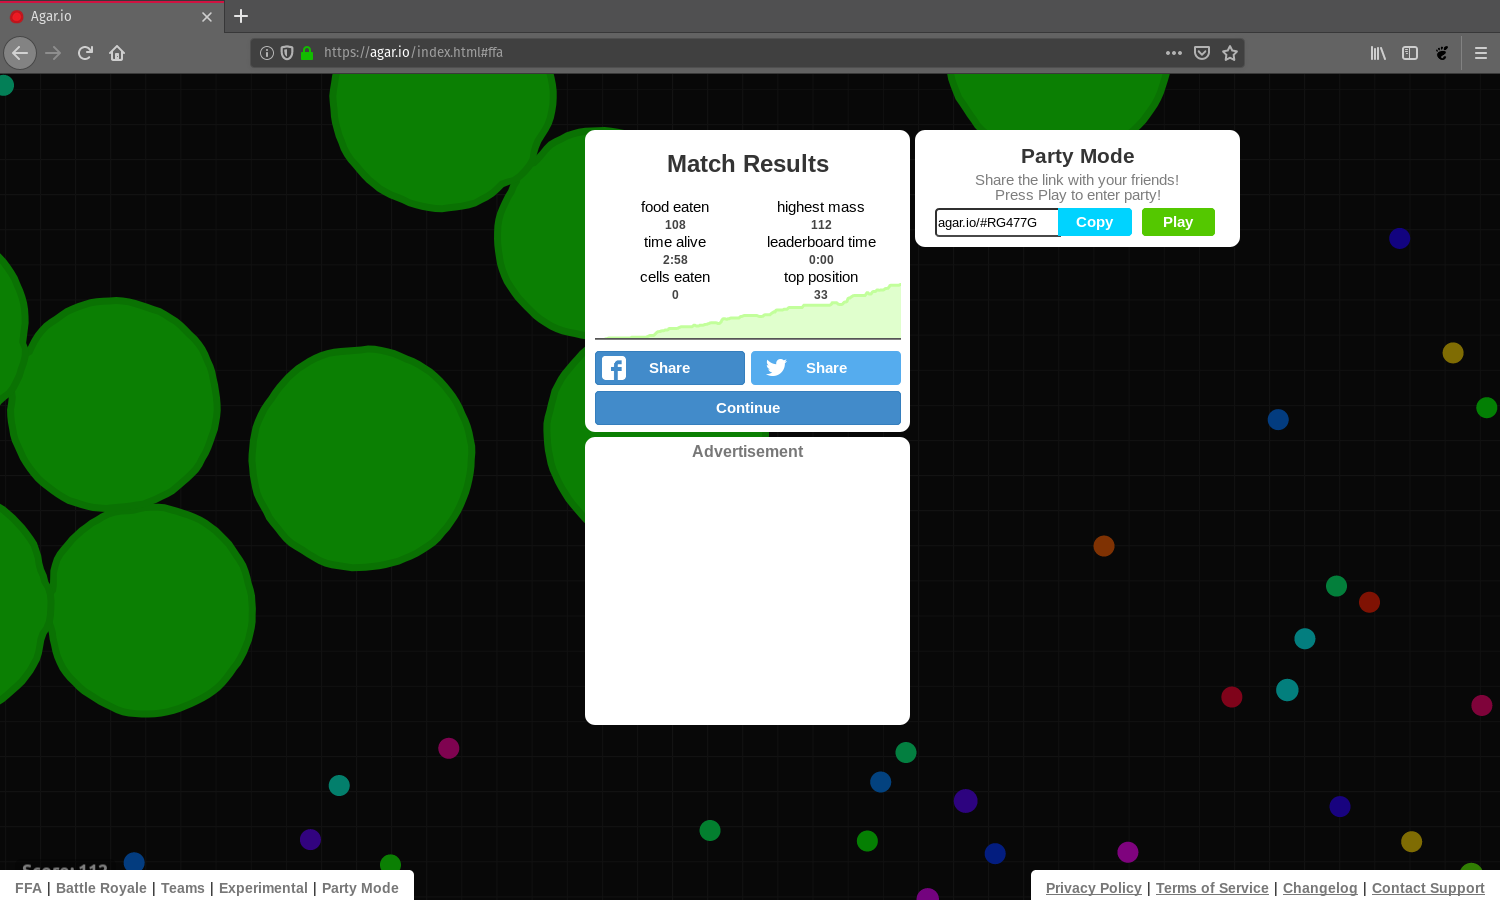 Agar.io
https://agar.io/index.html#ffa
Match Results
food eaten
108
highest mass
112
time alive
2:58
leaderboard time
0:00
cells eaten
0
top position
33
Share
Share
Continue
Advertisement
Party Mode
Share the link with your friends!
Press Play to enter party!
agar.io/#RG477G
Copy
Play
Score: 112
FFA | Battle Royale | Teams | Experimental | Party Mode
Privacy Policy | Terms of Service | Changelog | Contact Support